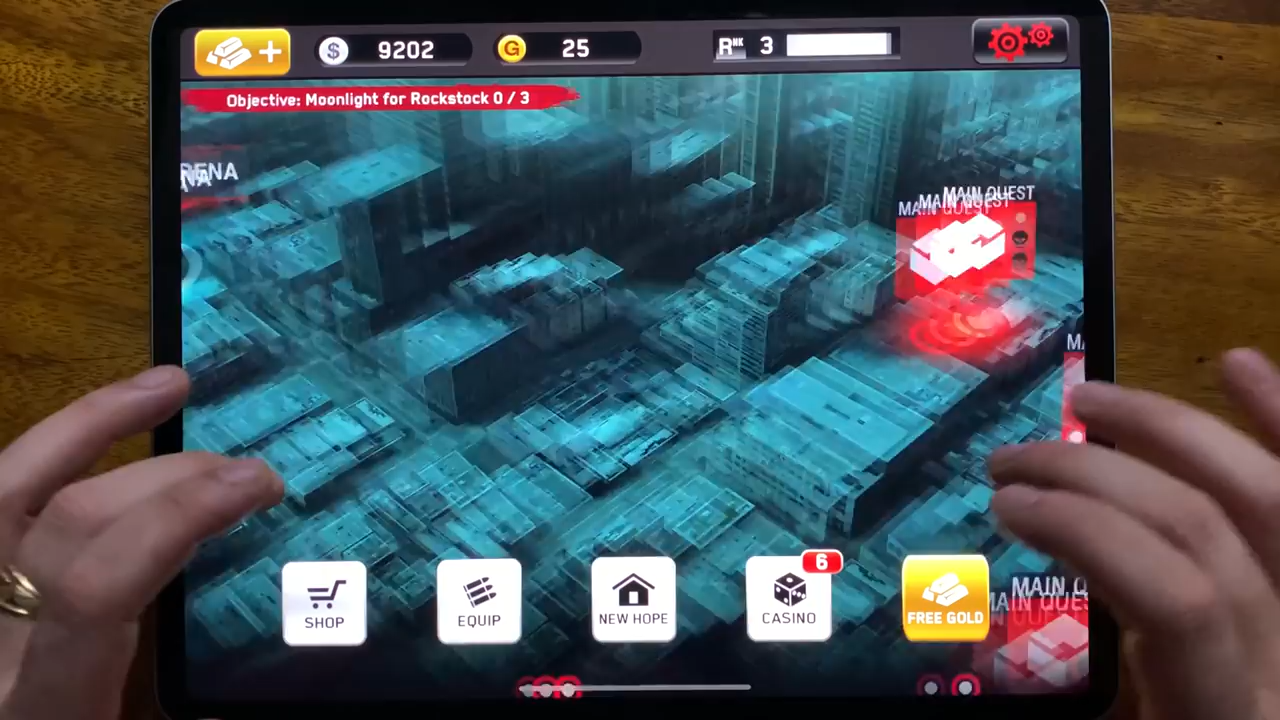 $ 9202
G 25
RNK 3
Objective: Moonlight for Rockstock 0 / 3
RENA
MAIN QUEST
SHOP
EQUIP
NEW HOPE
6
CASINO
FREE GOLD
MAIN Q